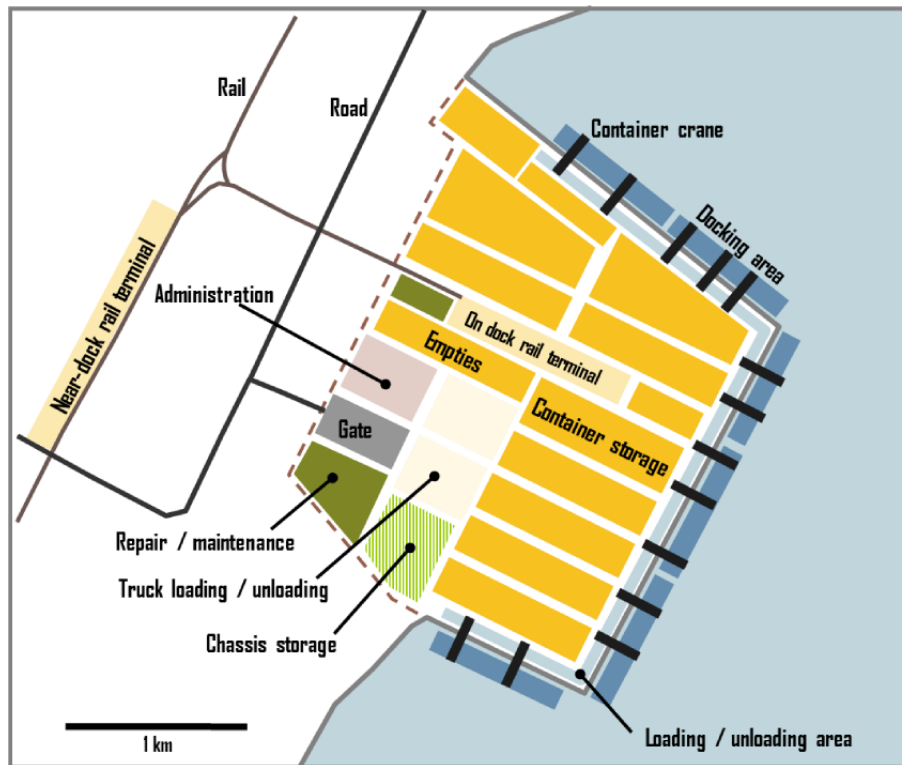 Rail
Road
Container crane
Docking area
Near-dock rail terminal
Administration
On dock rail terminal
Empties
Container storage
Gate
Repair / maintenance
Truck loading / unloading
Chassis storage
Loading / unloading area
1 km